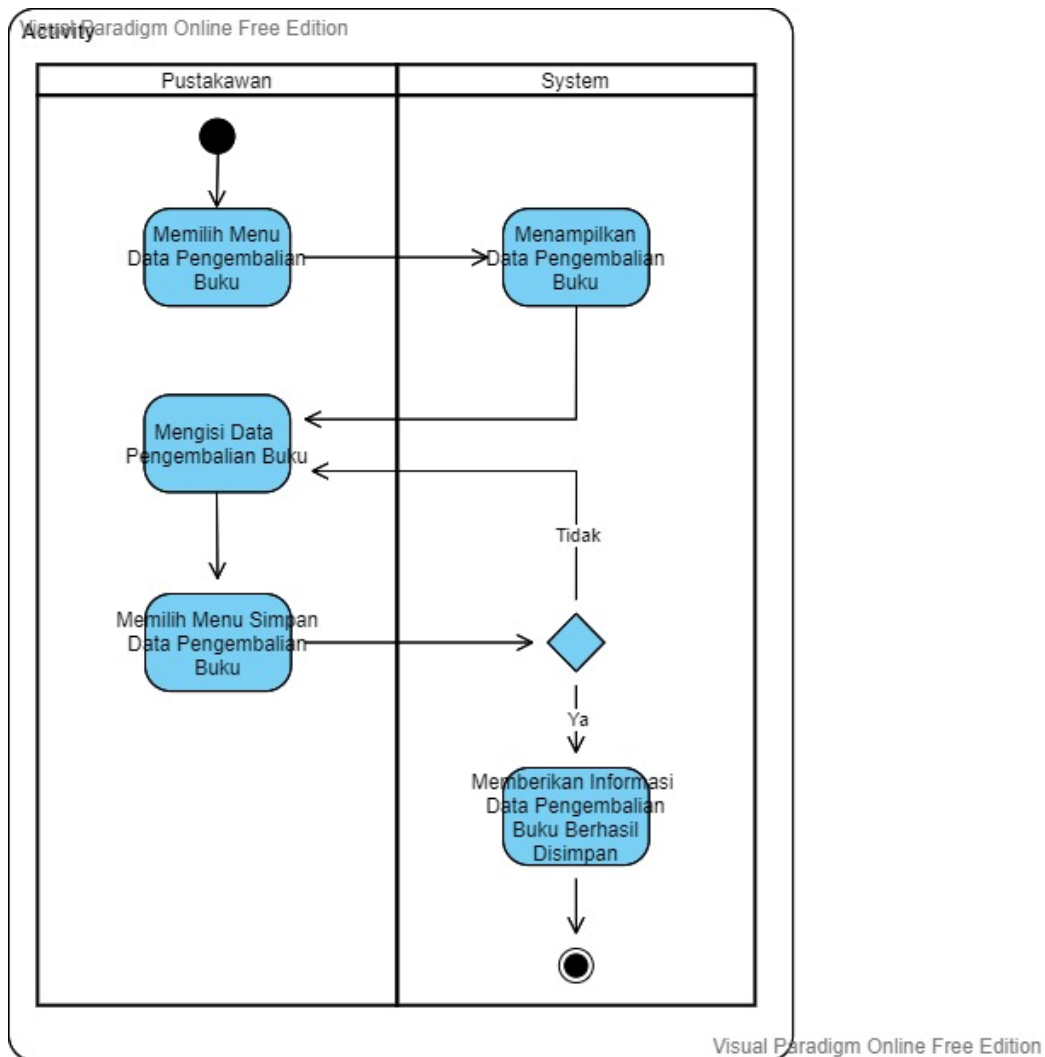 Visual Paradigm Online Free Edition
Activity
Pustakawan
System
Memilih Menu
Data Pengembalian
Buku
Menampilkan
Data Pengembalian
Buku
Mengisi Data
Pengembalian Buku
Tidak
Memilih Menu Simpan
Data Pengembalian
Buku
Ya
Memberikan Informasi
Data Pengembalian
Buku Berhasil
Disimpan
Visual Paradigm Online Free Edition